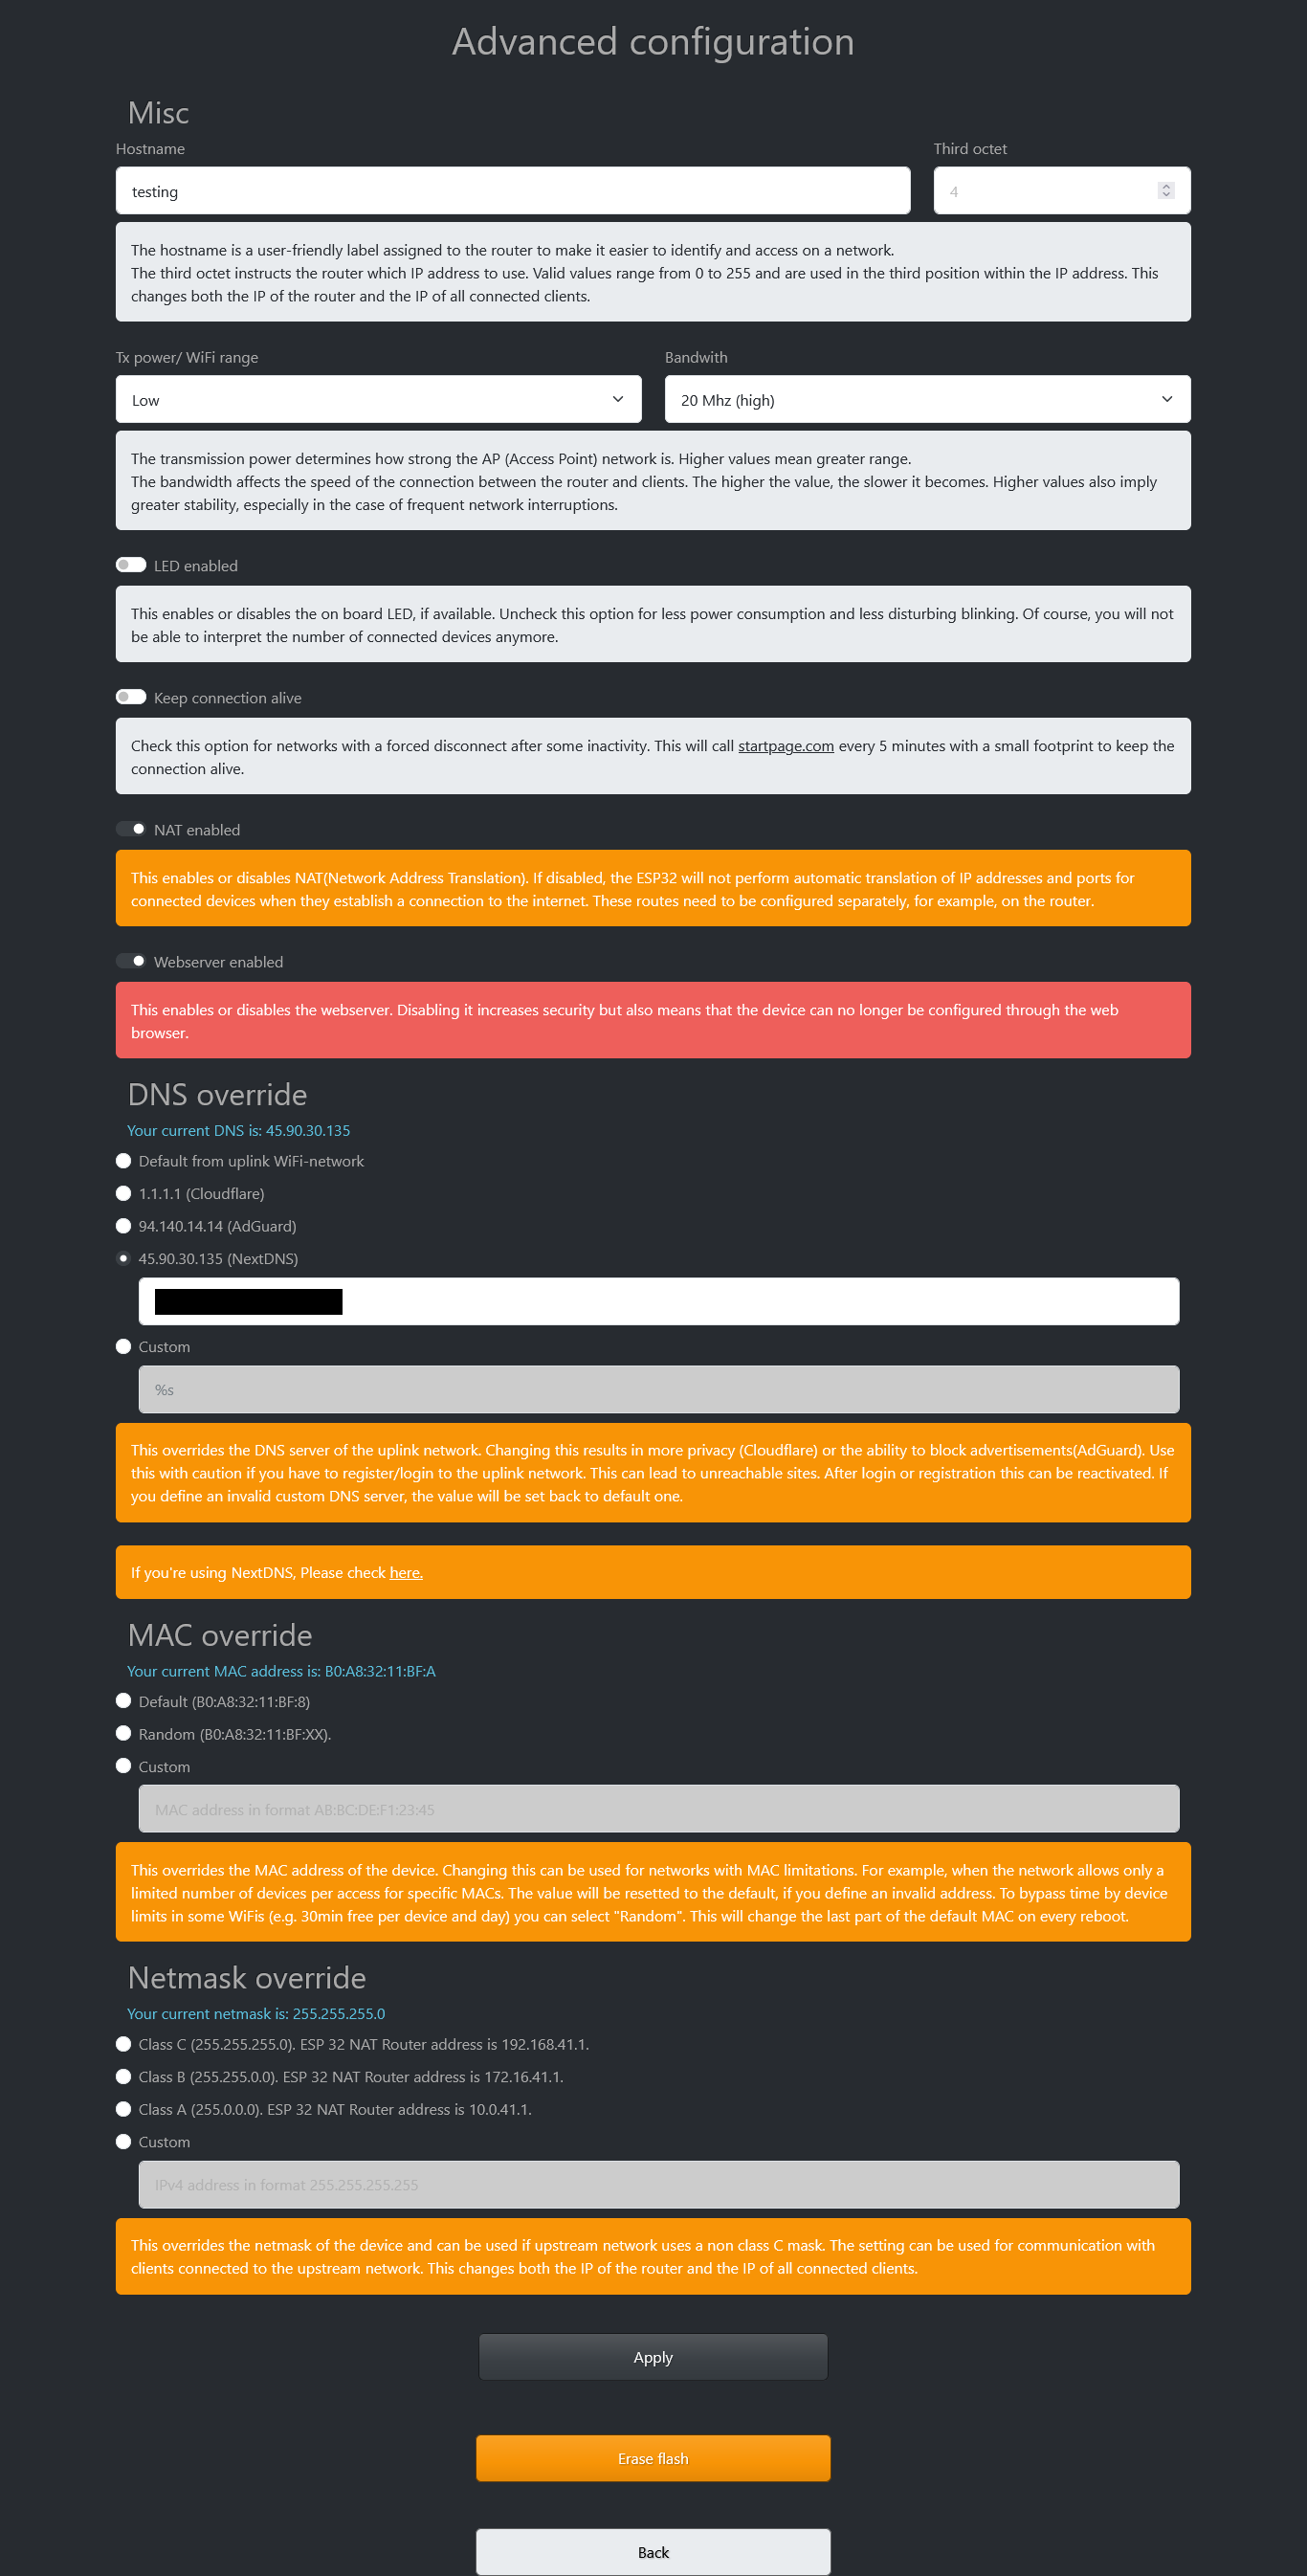 Advanced configuration
Misc
Hostname
Third octet
testing
4
The hostname is a user-friendly label assigned to the router to make it easier to identify and access on a network.
The third octet instructs the router which IP address to use. Valid values range from 0 to 255 and are used in the third position within the IP address. This
changes both the IP of the router and the IP of all connected clients.
Tx power/ WiFi range
Bandwith
Low
20 Mhz (high)
The transmission power determines how strong the AP (Access Point) network is. Higher values mean greater range.
The bandwidth affects the speed of the connection between the router and clients. The higher the value, the slower it becomes. Higher values also imply
greater stability, especially in the case of frequent network interruptions.
LED enabled
This enables or disables the on board LED, if available. Uncheck this option for less power consumption and less disturbing blinking. Of course, you will not
be able to interpret the number of connected devices anymore.
Keep connection alive
Check this option for networks with a forced disconnect after some inactivity. This will call startpage.com every 5 minutes with a small footprint to keep the
connection alive.
NAT enabled
This enables or disables NAT(Network Address Translation). If disabled, the ESP32 will not perform automatic translation of IP addresses and ports for
connected devices when they establish a connection to the internet. These routes need to be configured separately, for example, on the router.
Webserver enabled
This enables or disables the webserver. Disabling it increases security but also means that the device can no longer be configured through the web
browser.
DNS override
Your current DNS is: 45.90.30.135
Default from uplink WiFi-network
1.1.1.1 (Cloudflare)
94.140.14.14 (AdGuard)
45.90.30.135 (NextDNS)
Custom
%s
This overrides the DNS server of the uplink network. Changing this results in more privacy (Cloudflare) or the ability to block advertisements(AdGuard). Use
this with caution if you have to register/login to the uplink network. This can lead to unreachable sites. After login or registration this can be reactivated. If
you define an invalid custom DNS server, the value will be set back to default one.
If you're using NextDNS, Please check here.
MAC override
Your current MAC address is: B0:A8:32:11:BF:A
Default (B0:A8:32:11:BF:8)
Random (B0:A8:32:11:BF:XX).
Custom
MAC address in format AB:BC:DE:F1:23:45
This overrides the MAC address of the device. Changing this can be used for networks with MAC limitations. For example, when the network allows only a
limited number of devices per access for specific MACs. The value will be resetted to the default, if you define an invalid address. To bypass time by device
limits in some WiFis (e.g. 30min free per device and day) you can select "Random". This will change the last part of the default MAC on every reboot.
Netmask override
Your current netmask is: 255.255.255.0
Class C (255.255.255.0). ESP 32 NAT Router address is 192.168.41.1.
Class B (255.255.0.0). ESP 32 NAT Router address is 172.16.41.1.
Class A (255.0.0.0). ESP 32 NAT Router address is 10.0.41.1.
Custom
IPv4 address in format 255.255.255.255
This overrides the netmask of the device and can be used if upstream network uses a non class C mask. The setting can be used for communication with
clients connected to the upstream network. This changes both the IP of the router and the IP of all connected clients.
Apply
Erase flash
Back